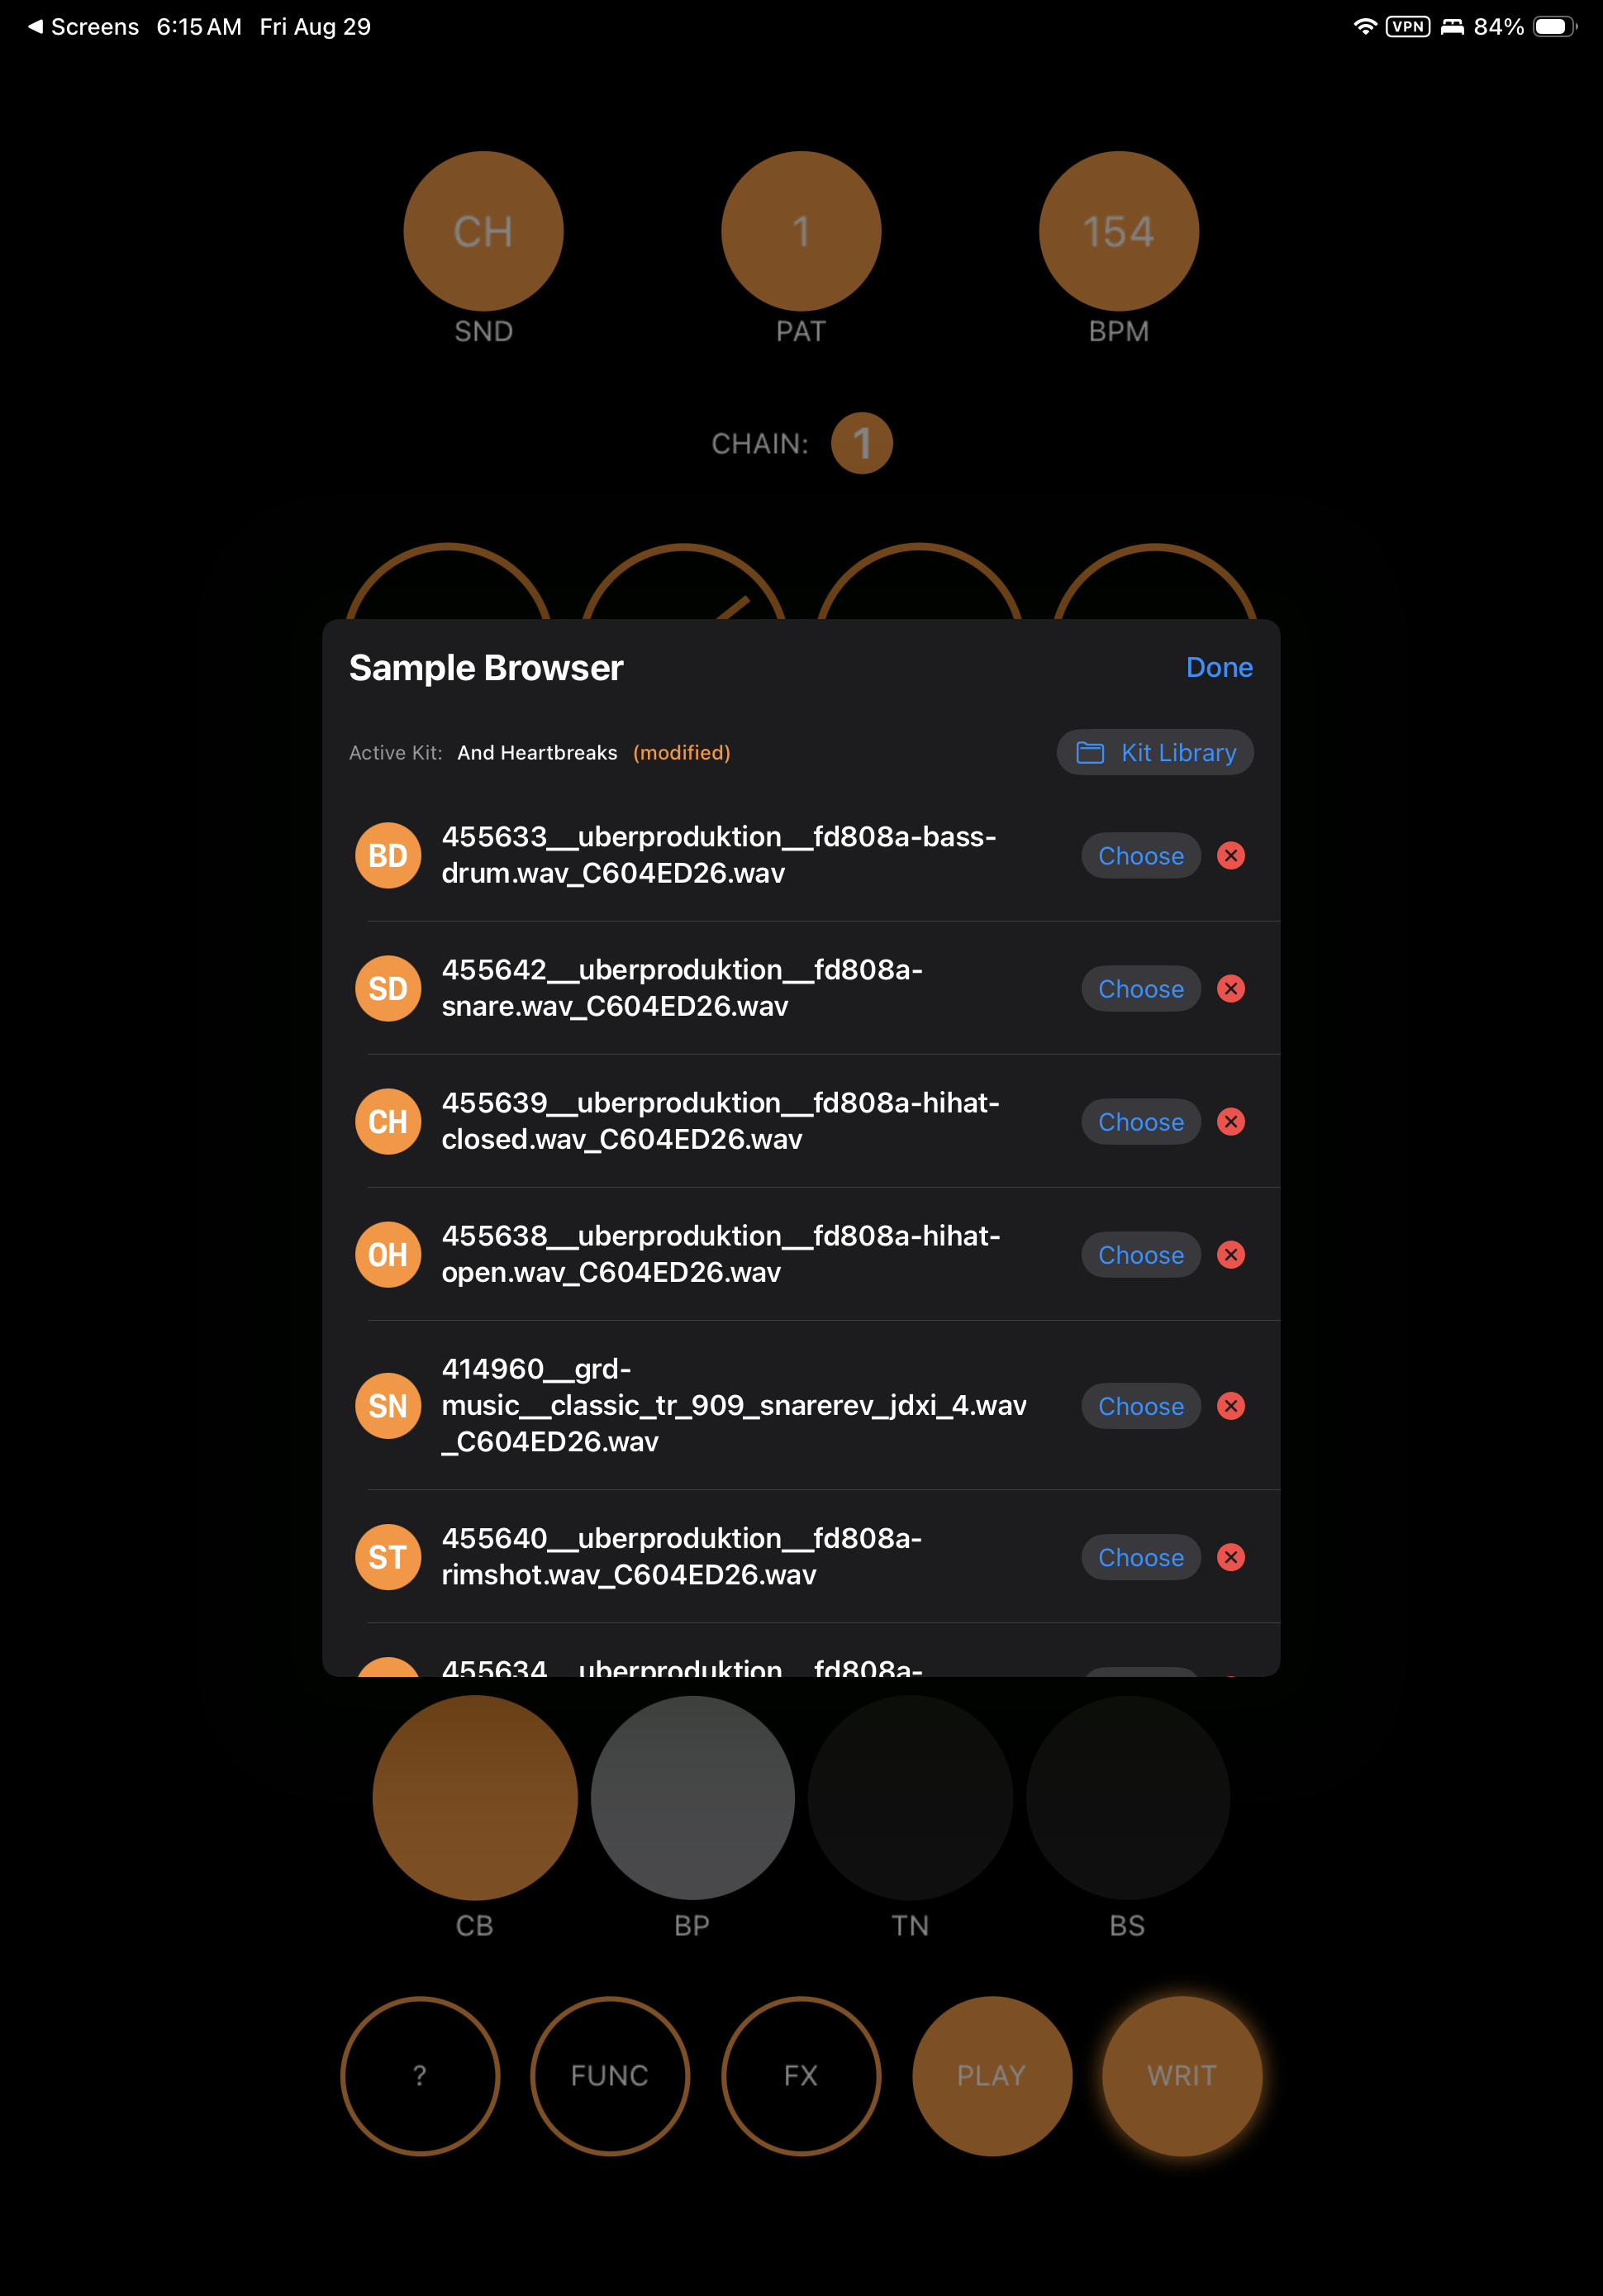 Screens 6:15 AM Fri Aug 29
VPN 84%
CH 1 154
SND PAT BPM
CHAIN: 1
Sample Browser Done
Active Kit: And Heartbreaks (modified) Kit Library
BD 455633__uberproduktion__fd808a-bass-
drum.wav_C604ED26.wav Choose
SD 455642__uberproduktion__fd808a-
snare.wav_C604ED26.wav Choose
CH 455639__uberproduktion__fd808a-hihat-
closed.wav_C604ED26.wav Choose
OH 455638__uberproduktion__fd808a-hihat-
open.wav_C604ED26.wav Choose
SN 414960__grd-
music__classic_tr_909_snarerev_jdxi_4.wav
_C604ED26.wav Choose
ST 455640__uberproduktion__fd808a-
rimshot.wav_C604ED26.wav Choose
455634__uberproduktion__fd808a-
CB BP TN BS
? FUNC FX PLAY WRIT